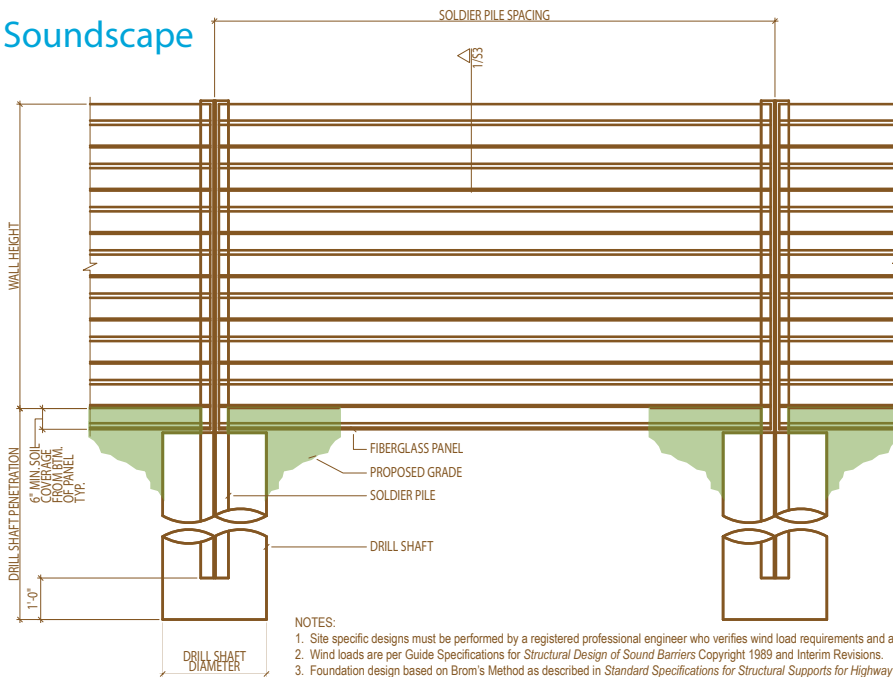 Soundscape
SOLDIER PILE SPACING
1/S3
WALL HEIGHT
DRILL SHAFT PENETRATION
6" MIN. SOIL
COVERAGE
FROM BTM.
OF PANEL
TYP.
1'-0"
FIBERGLASS PANEL
PROPOSED GRADE
SOLDIER PILE
DRILL SHAFT
DRILL SHAFT
DIAMETER
NOTES:
1. Site specific designs must be performed by a registered professional engineer who verifies wind load requirements and a
2. Wind loads are per Guide Specifications for Structural Design of Sound Barriers Copyright 1989 and Interim Revisions.
3. Foundation design based on Brom's Method as described in Standard Specifications for Structural Supports for Highway